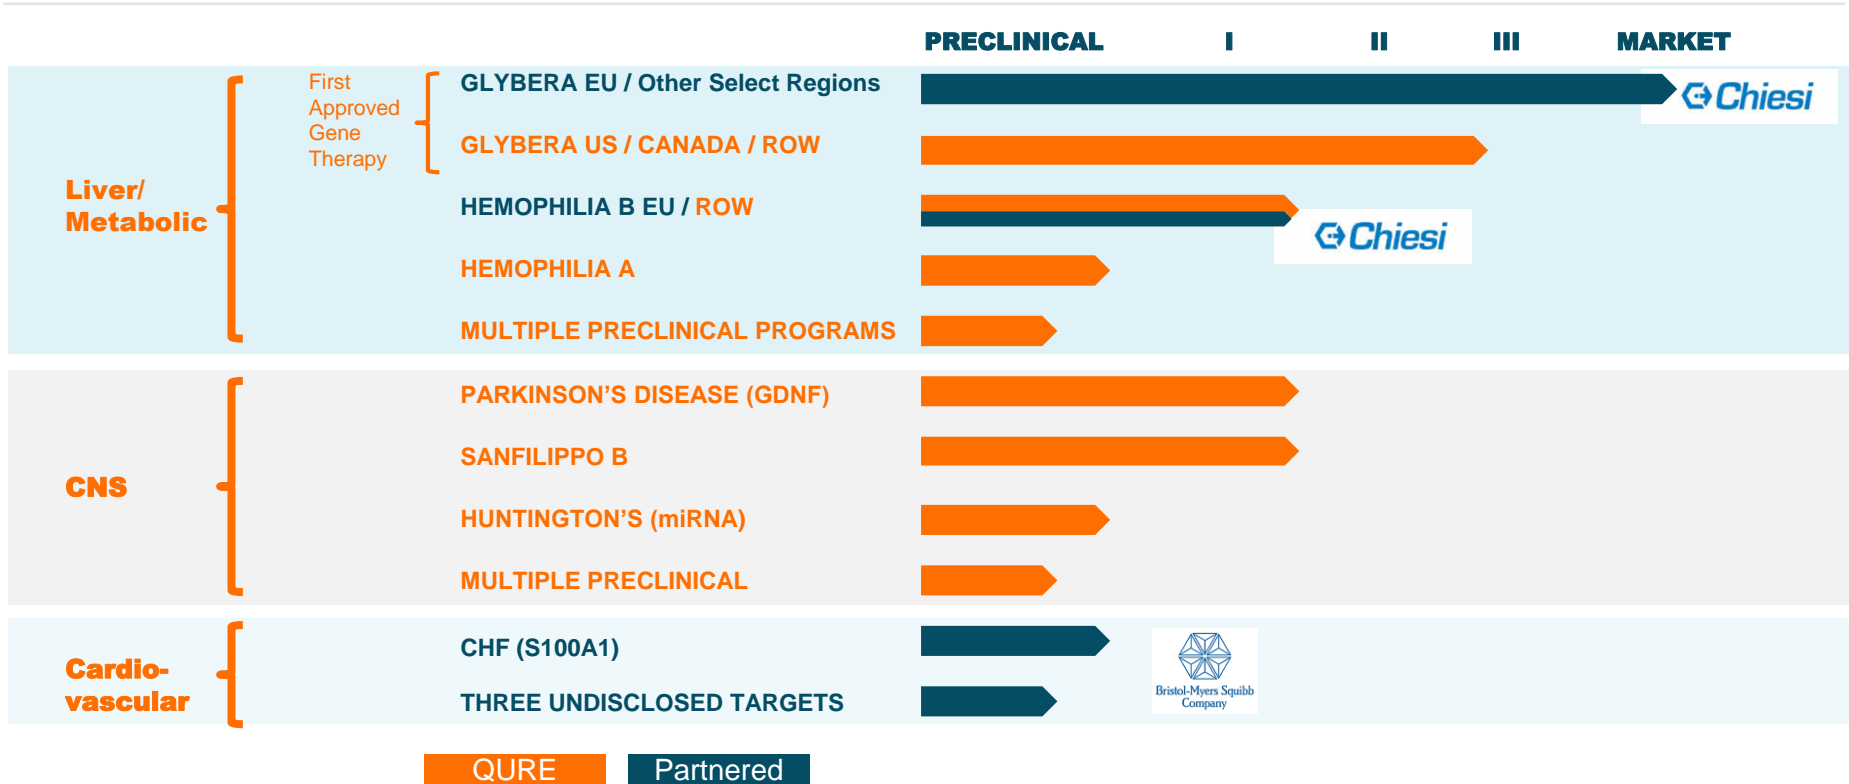 PRECLINICAL I II III MARKET
Liver/
Metabolic
First
Approved
Gene
Therapy
GLYBERA EU / Other Select Regions
Chiesi
GLYBERA US / CANADA / ROW
HEMOPHILIA B EU / ROW
Chiesi
HEMOPHILIA A
MULTIPLE PRECLINICAL PROGRAMS
CNS
PARKINSON’S DISEASE (GDNF)
SANFILIPPO B
HUNTINGTON’S (miRNA)
MULTIPLE PRECLINICAL
Cardio-
vascular
CHF (S100A1)
THREE UNDISCLOSED TARGETS
Bristol-Myers Squibb
Company
QURE Partnered